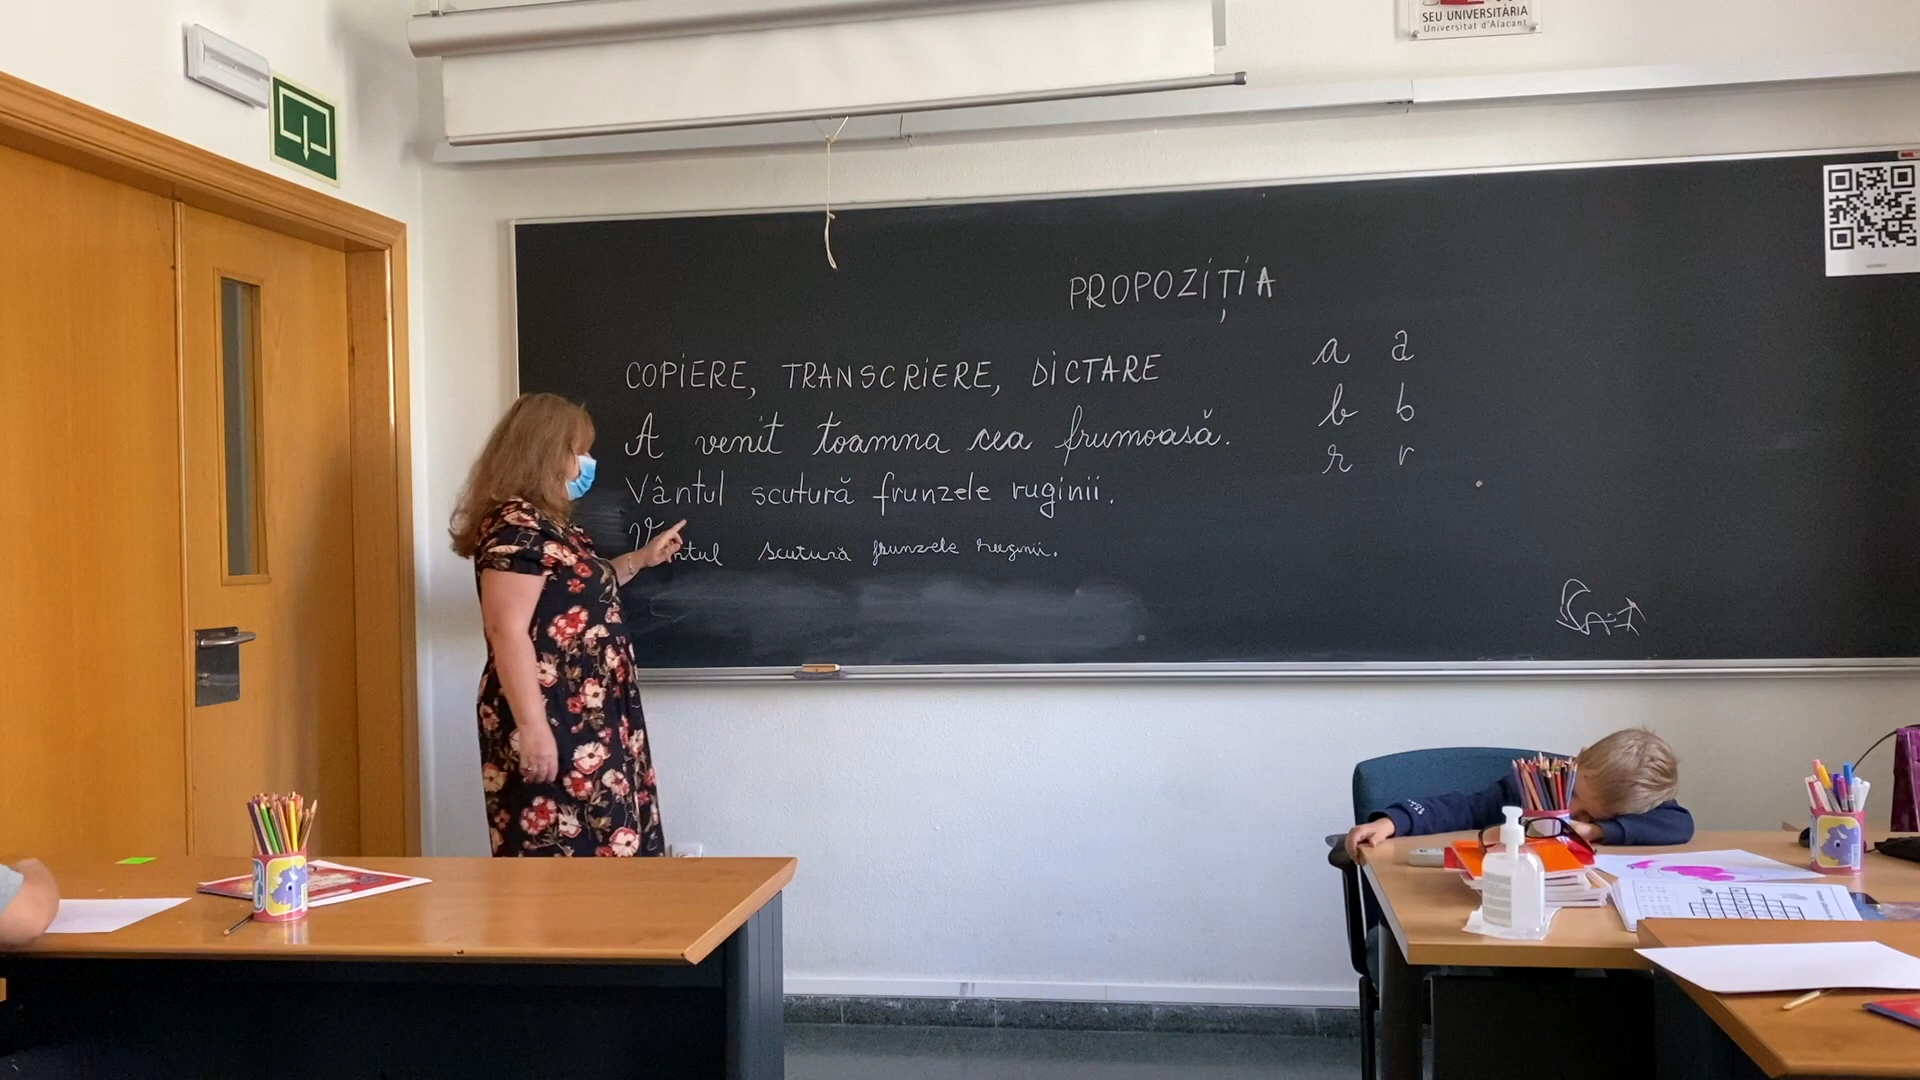 SEU UNIVERSITÀRIA
Universitat d'Alacant
PROPOZIȚIA
COPIERE, TRANSCRIERE, DICTARE
A venit toamna cea frumoasă.
Vântul scutură frunzele ruginii.
scutură frunzele ruginii.
a a
b b
r r